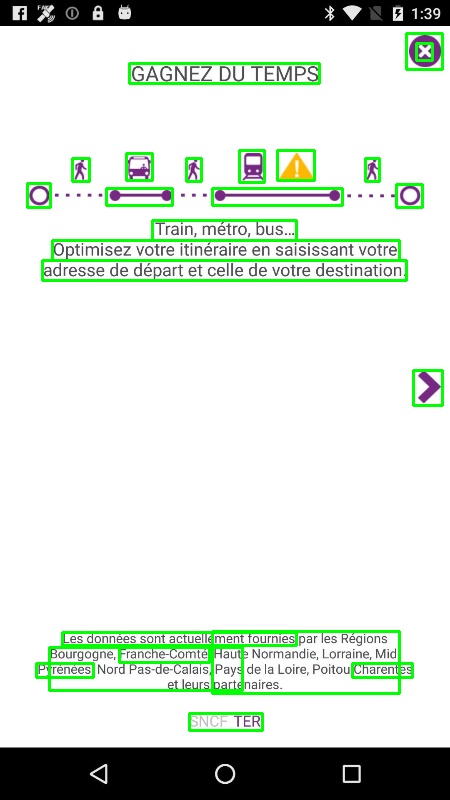 1:39
GAGNEZ DU TEMPS
Train, métro, bus...
Optimisez votre itinéraire en saisissant votre
adresse de départ et celle de votre destination.
Les données sont actuellement fournies par les Régions
Bourgogne, Franche-Comté, Haute Normandie, Lorraine, Mid
Pyrénées, Nord Pas-de-Calais, Pays de la Loire, Poitou Charentes
et leurs partenaires.
SNCF TER